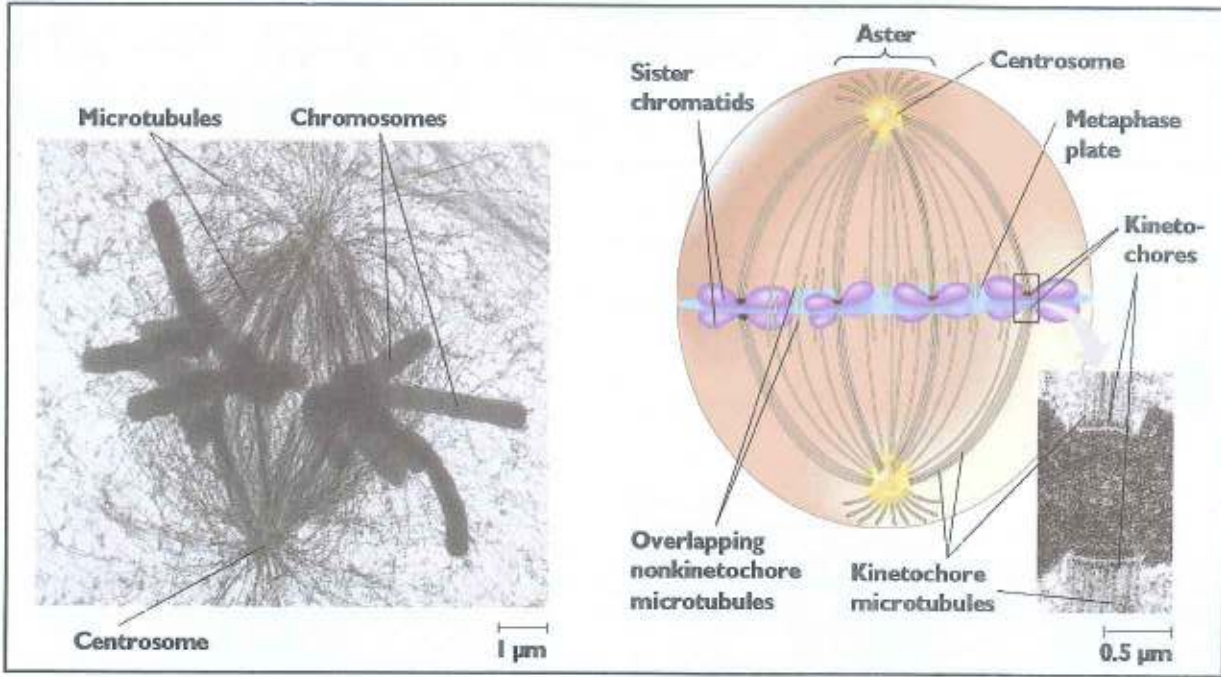 Microtubules
Chromosomes
Centrosome
1 µm
Aster
Sister
chromatids
Centrosome
Metaphase
plate
Kineto-
chores
Overlapping
nonkinetochore
microtubules
Kinetochore
microtubules
0.5 µm